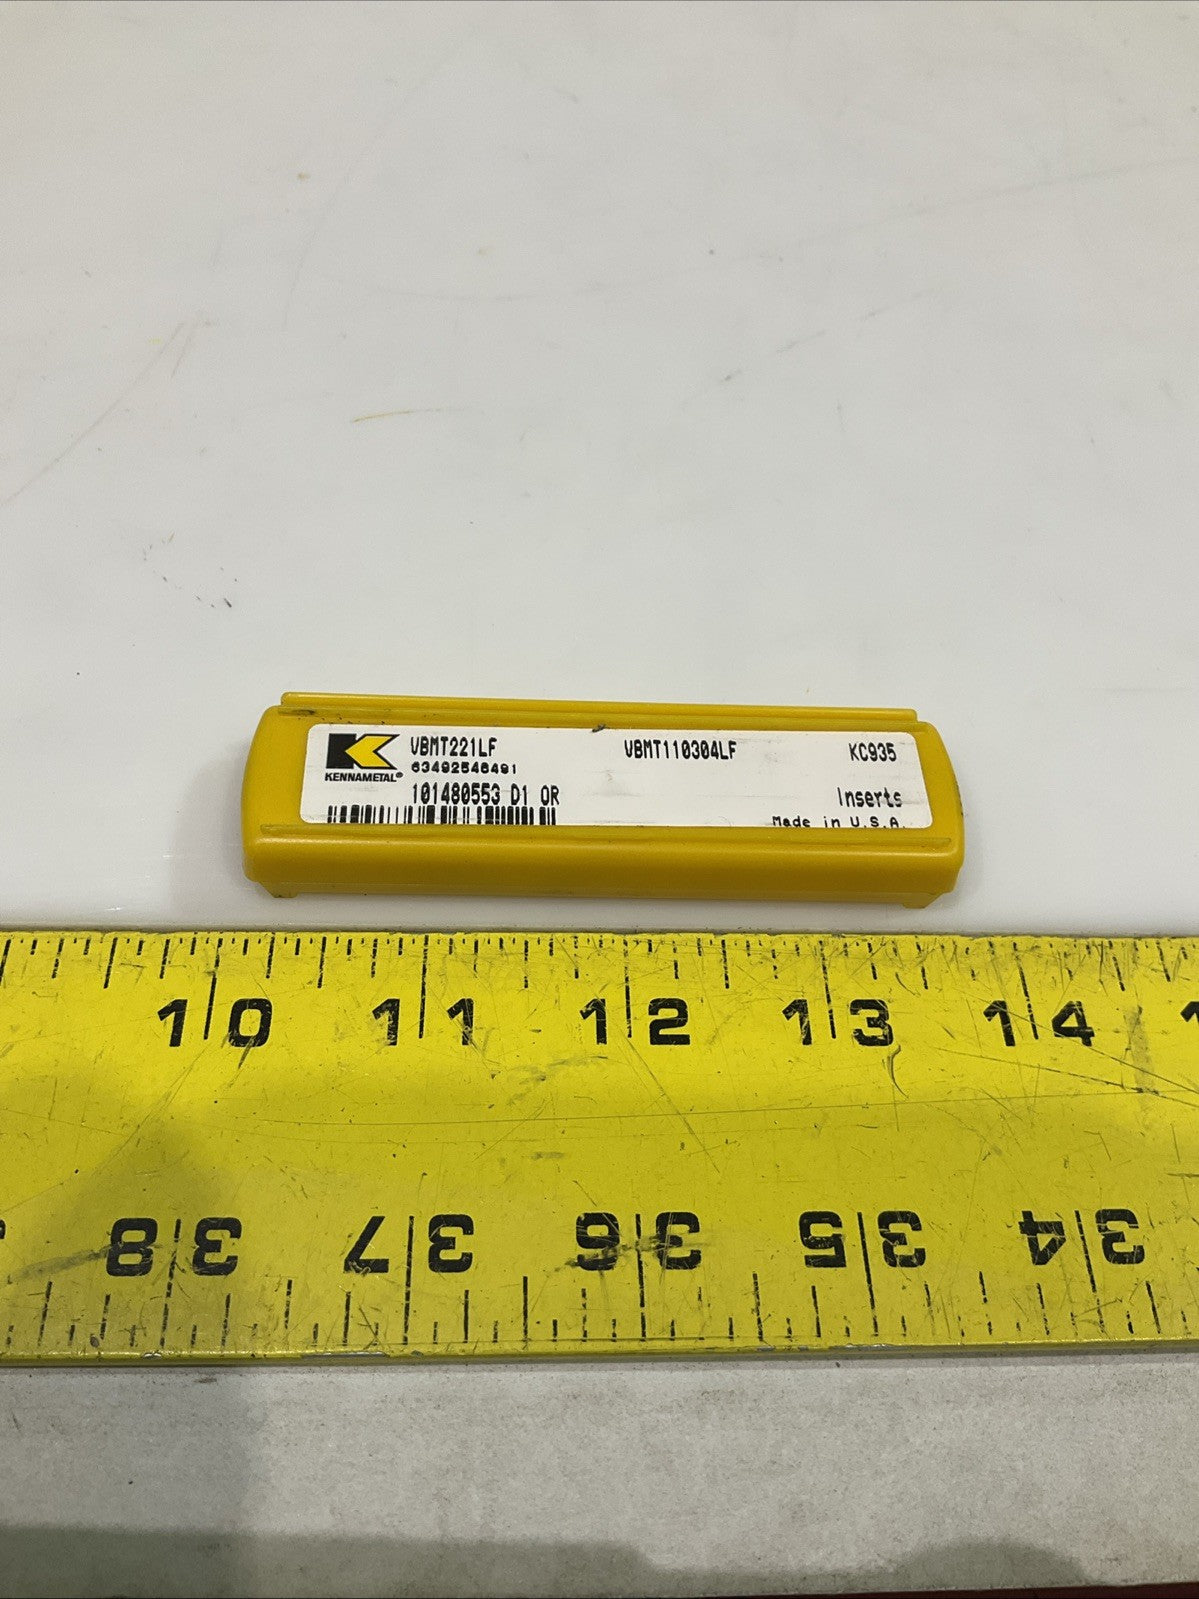 VBMT221LF VBMT110304LF KC935
63492546491
KENNAMETAL®
101480553 D1 OR Inserts
Made in U.S.A.
10 11 12 13 14 1
38 37 36 35 34